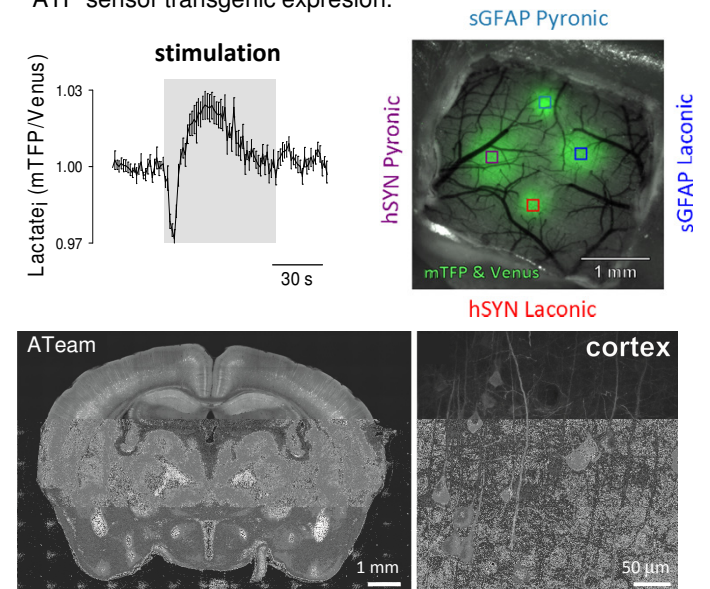 ATP sensor transgenic expresion.
sGFAP Pyronic
stimulation
Lactatei (mTFP/Venus)
1.03
1.00
0.97
30 s
hSYN Pyronic
sGFAP Laconic
mTFP & Venus
1 mm
hSYN Laconic
ATeam
1 mm
cortex
50 µm